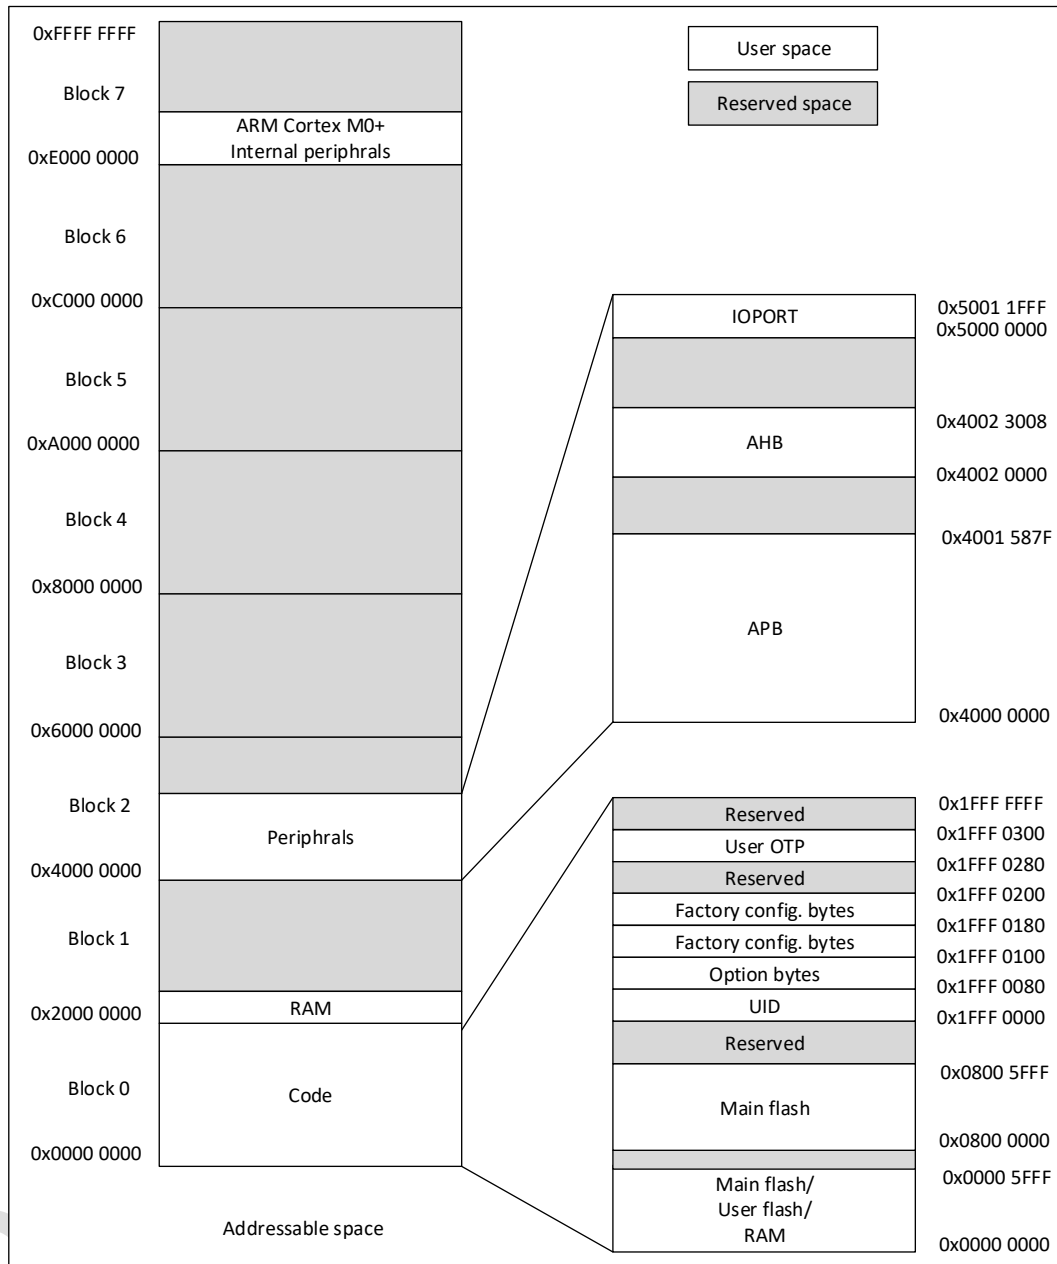 0xFFFF FFFF
Block 7
ARM Cortex M0+
Internal periphrals
0xE000 0000
Block 6
0xC000 0000
Block 5
0xA000 0000
Block 4
0x8000 0000
Block 3
0x6000 0000
Block 2
Periphrals
0x4000 0000
Block 1
RAM
0x2000 0000
Block 0
Code
0x0000 0000
Addressable space
User space
Reserved space
IOPORT
0x5001 1FFF
0x5000 0000
0x4002 3008
AHB
0x4002 0000
0x4001 587F
APB
0x4000 0000
0x1FFF FFFF
Reserved
0x1FFF 0300
User OTP
0x1FFF 0280
Reserved
0x1FFF 0200
Factory config. bytes
0x1FFF 0180
Factory config. bytes
0x1FFF 0100
Option bytes
0x1FFF 0080
UID
0x1FFF 0000
Reserved
0x0800 5FFF
Main flash
0x0800 0000
0x0000 5FFF
Main flash/
User flash/
RAM
0x0000 0000